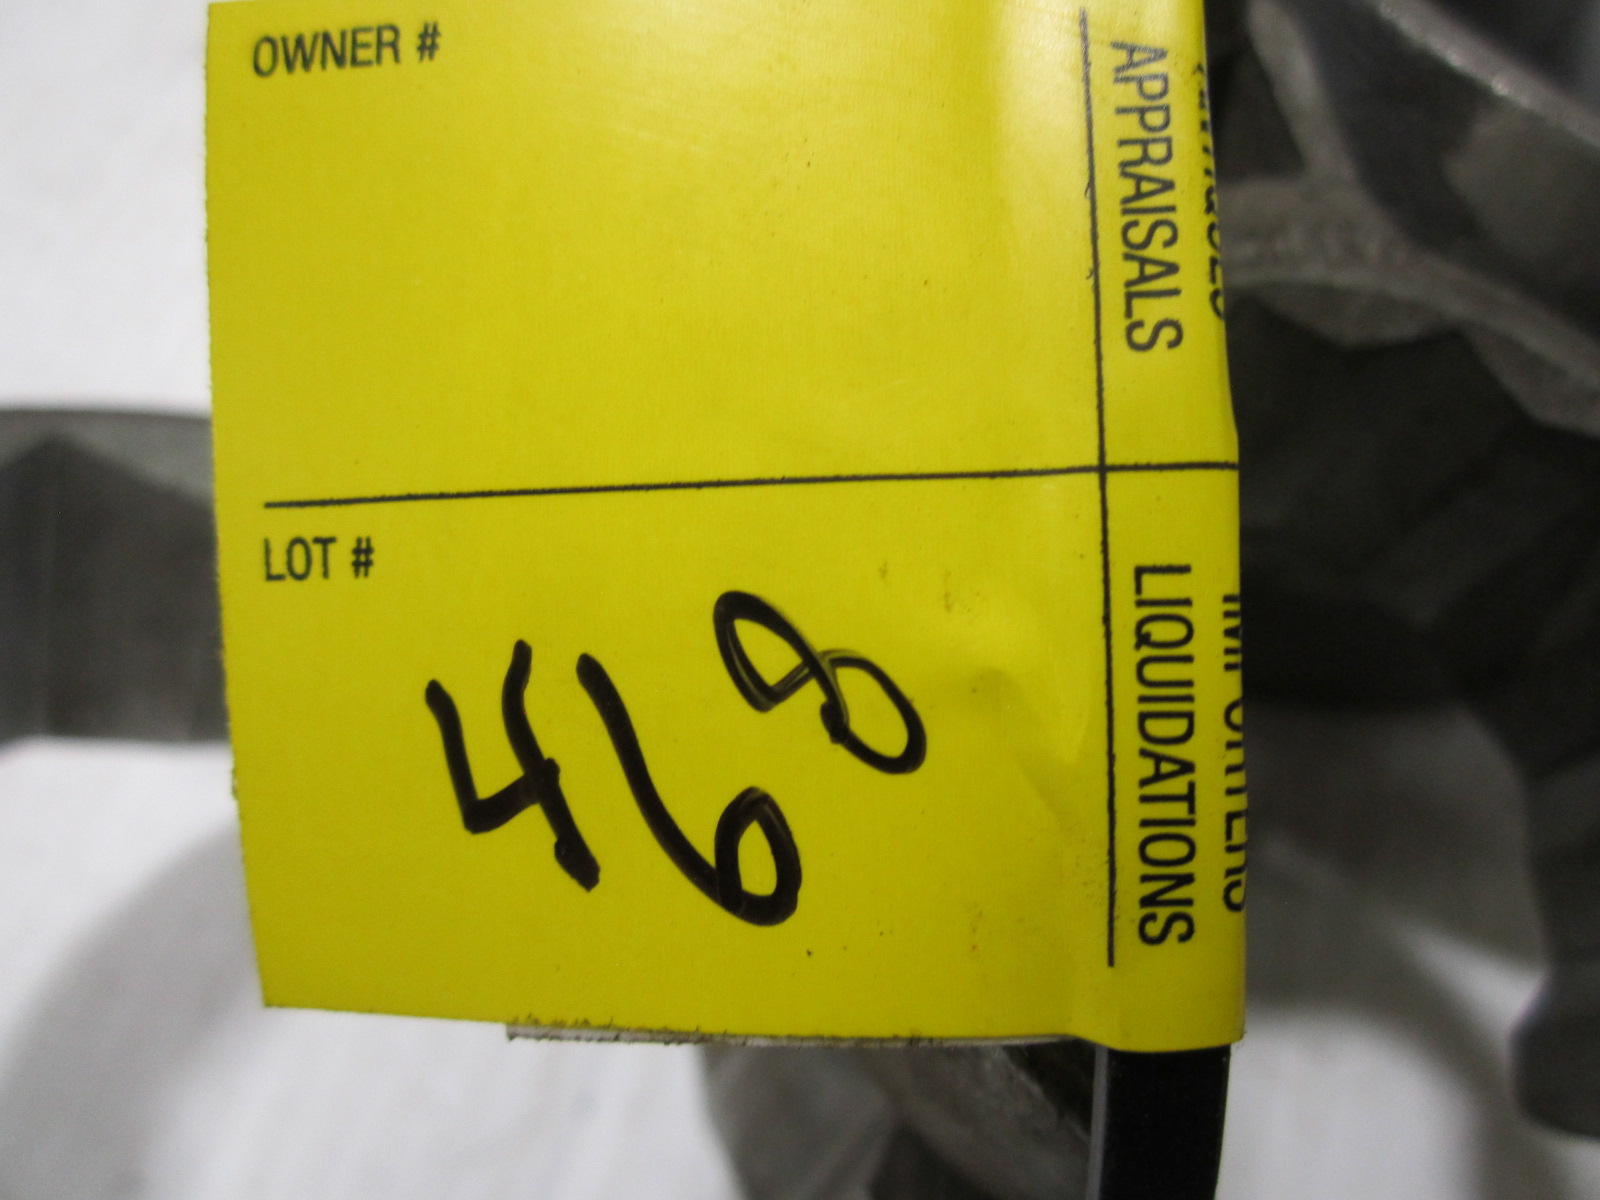 OWNER #
LOT #
468
APPRAISALS
LIQUIDATIONS